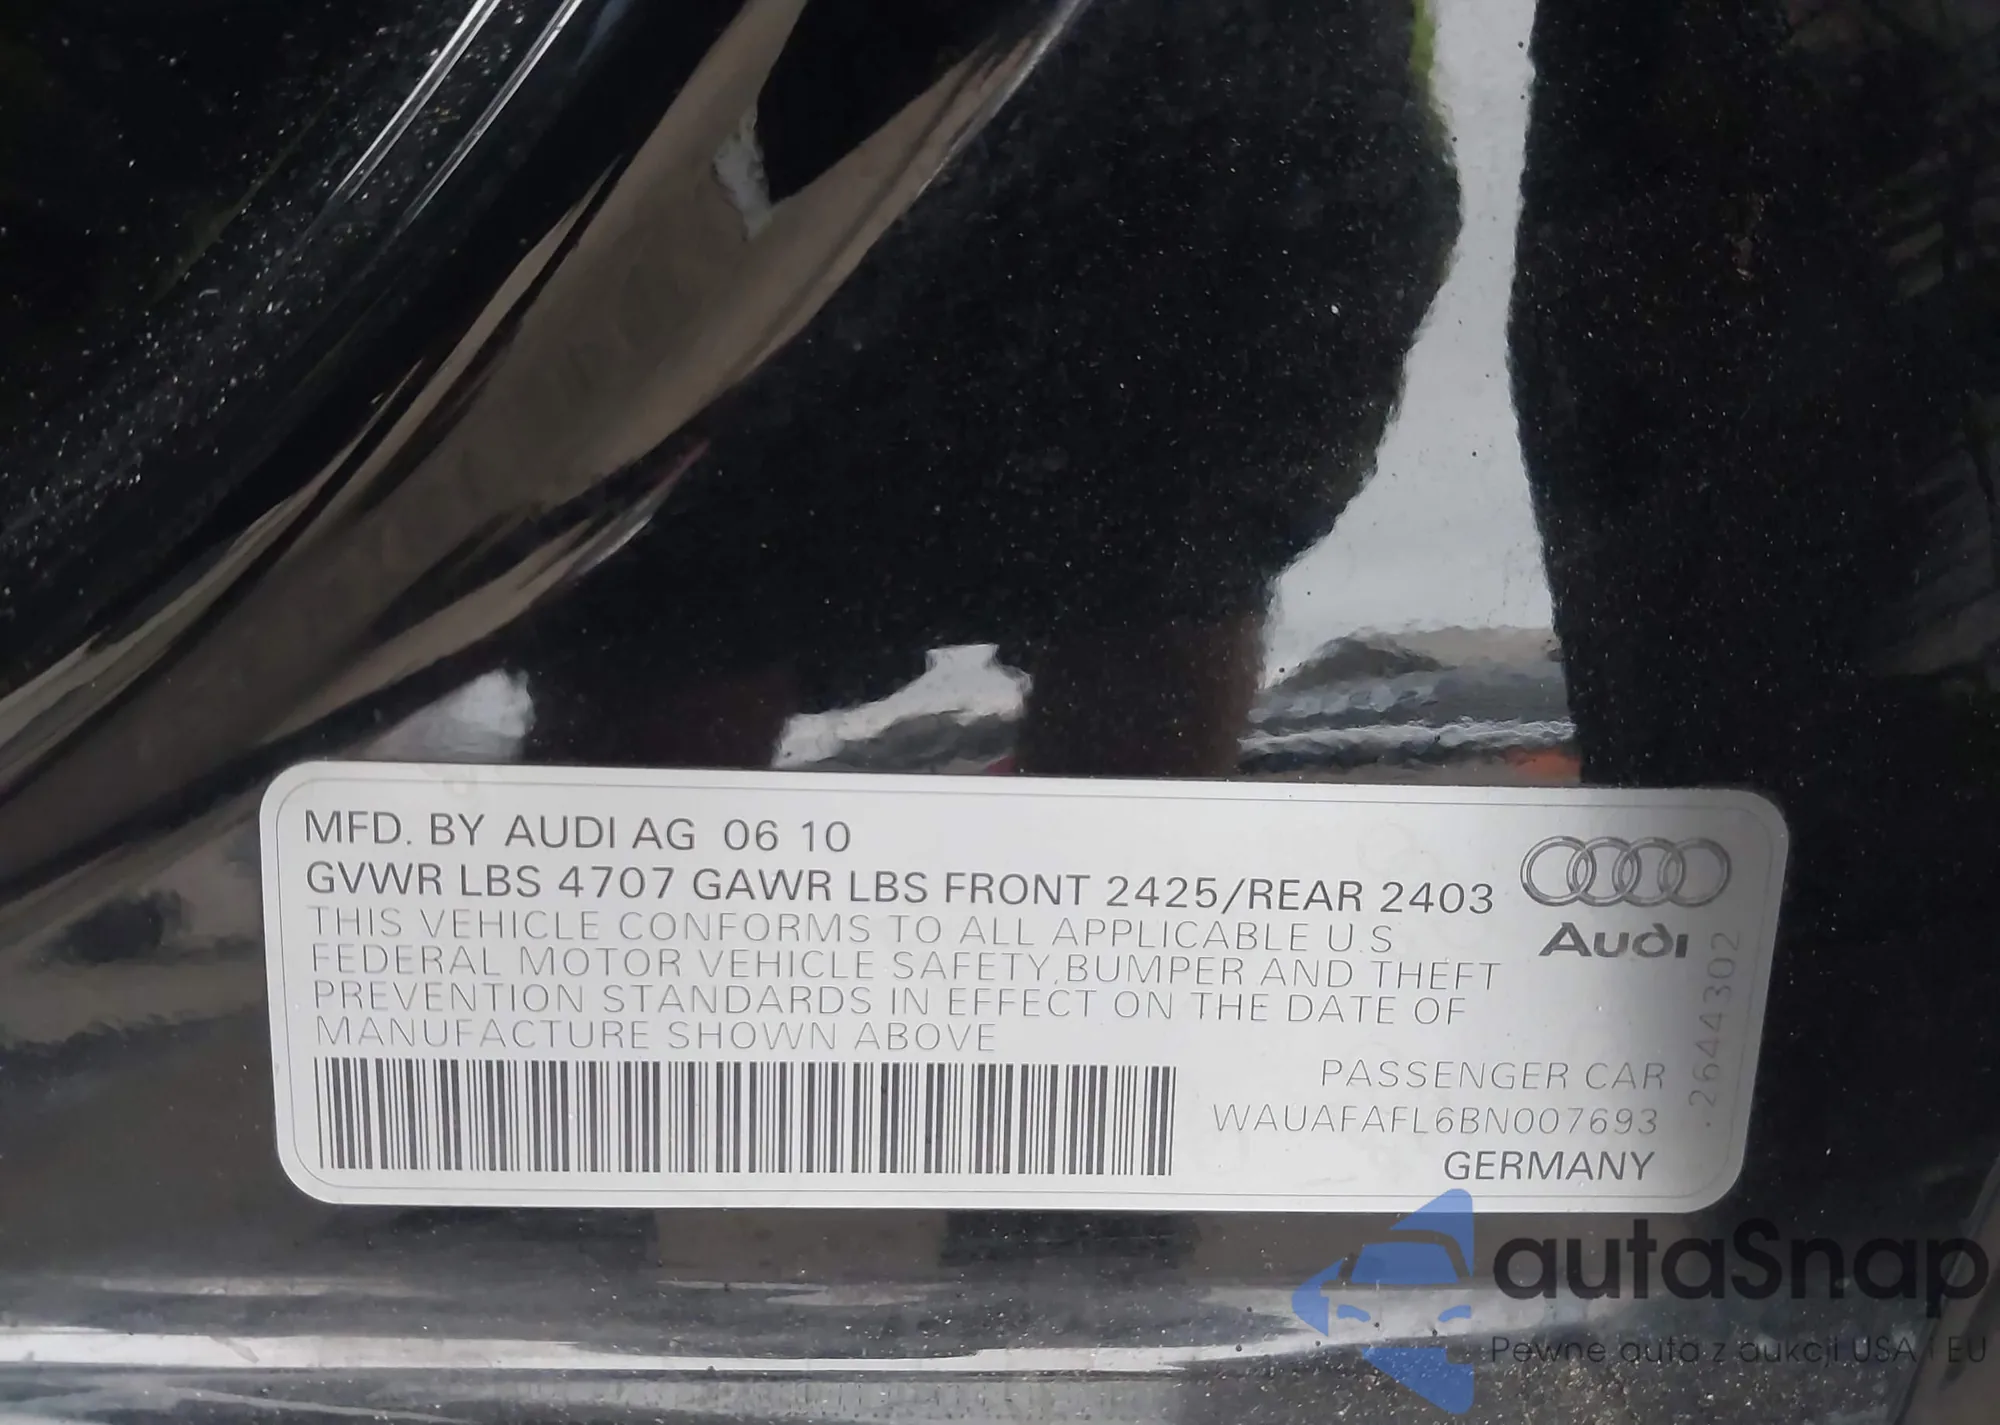 MFD. BY AUDI AG 06 10
GVWR LBS 4707 GAWR LBS FRONT 2425/REAR 2403
THIS VEHICLE CONFORMS TO ALL APPLICABLE U.S
FEDERAL MOTOR VEHICLE SAFETY,BUMPER AND THEFT
PREVENTION STANDARDS IN EFFECT ON THE DATE OF
MANUFACTURE SHOWN ABOVE
Audi
PASSENGER CAR
WAUAFAFL6BN007693
GERMANY
.2644302
autaSnap
Pewne auta z aukcji USA i EU